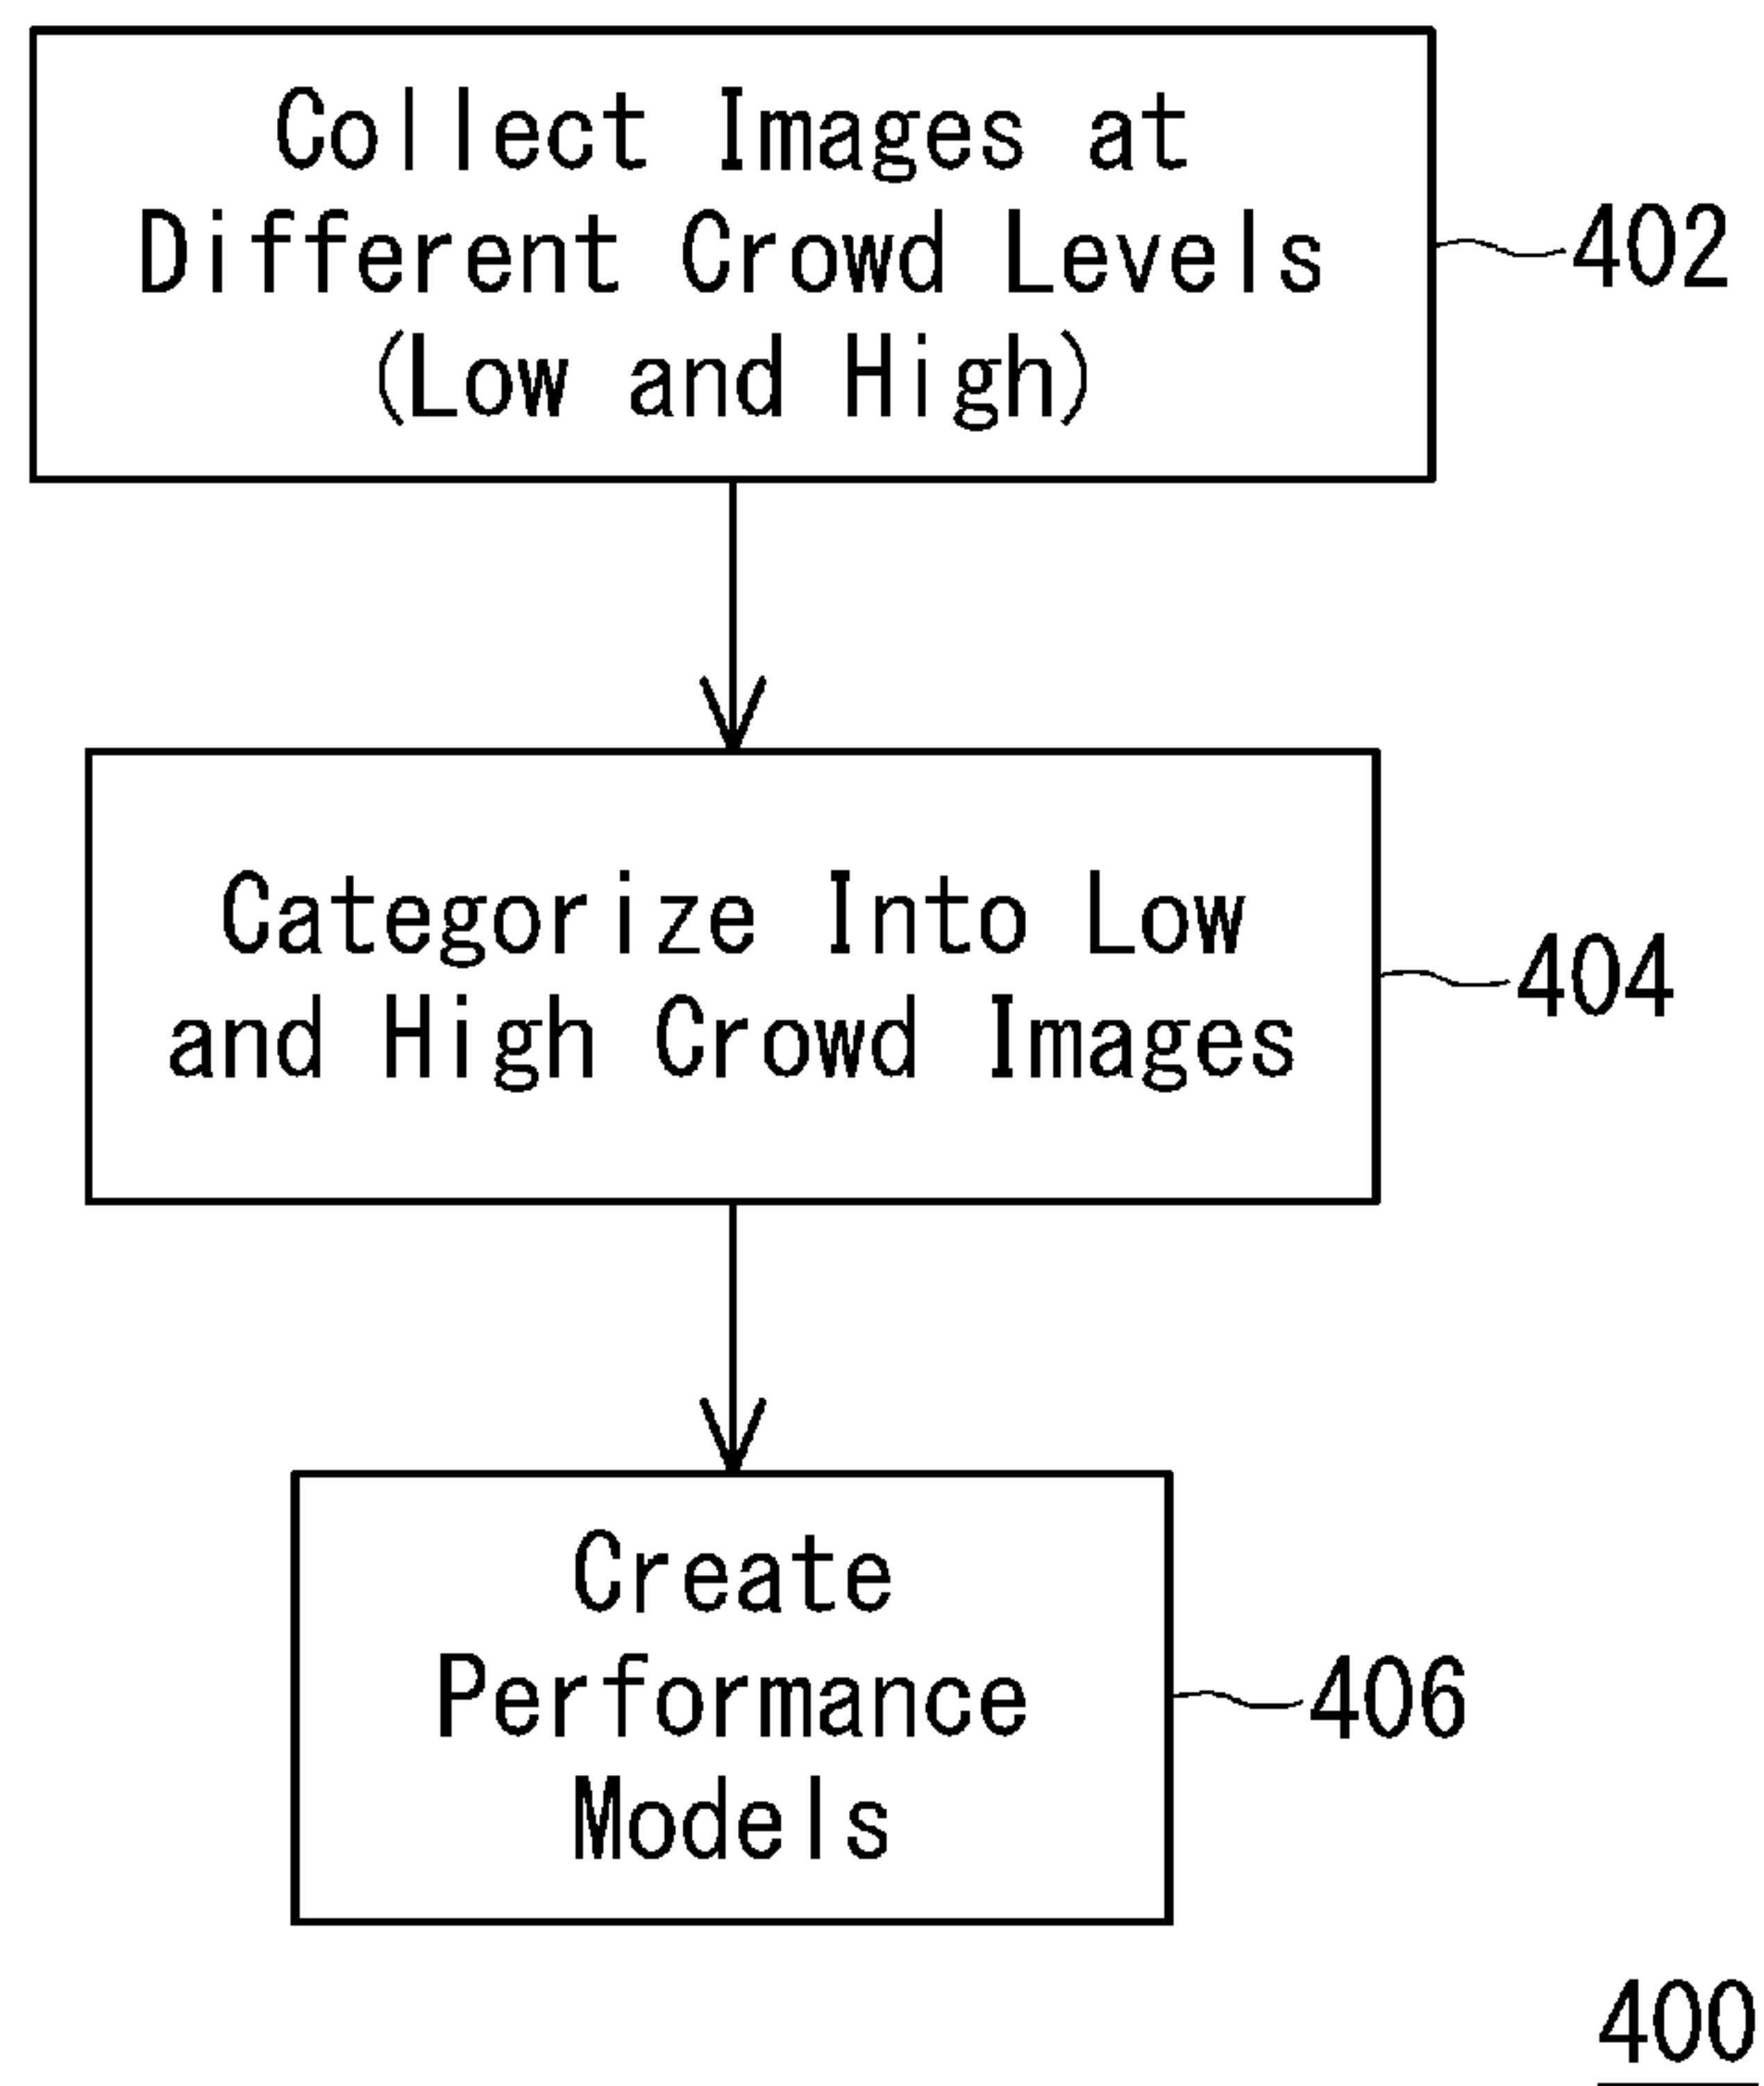 Collect Images at
Different Crowd Levels
(Low and High)
402
Categorize Into Low
and High Crowd Images
404
Create
Performance
Models
406
400